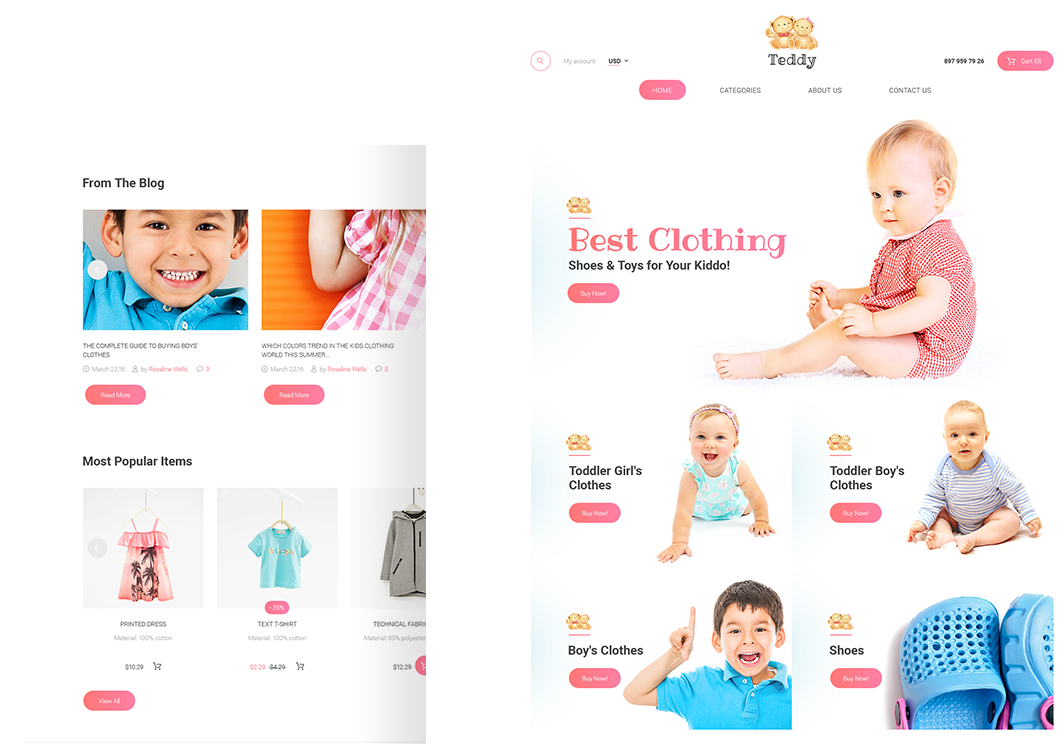 From The Blog
THE COMPLETE GUIDE TO BUYING BOYS'
CLOTHES
March 22,16 by Rosaline Wells 3
Read More
WHICH COLORS TREND IN THE KIDS CLOTHING
WORLD THIS SUMMER...
March 22,16 by Rosaline Wells 3
Read More
Most Popular Items
PRINTED DRESS
Material: 100% cotton
$10.29
- 35%
TEXT T-SHIRT
Material: 100% cotton
$2.29 $4.29
TECHNICAL FABRI
Material: 65% polyester
$12.29
View All
Teddy
My account USD
897 959 79 26 Cart (0)
HOME CATEGORIES ABOUT US CONTACT US
Best Clothing
Shoes & Toys for Your Kiddo!
Buy Now!
Toddler Girl's
Clothes
Buy Now!
Toddler Boy's
Clothes
Buy Now!
Boy's Clothes
Buy Now!
Shoes
Buy Now!